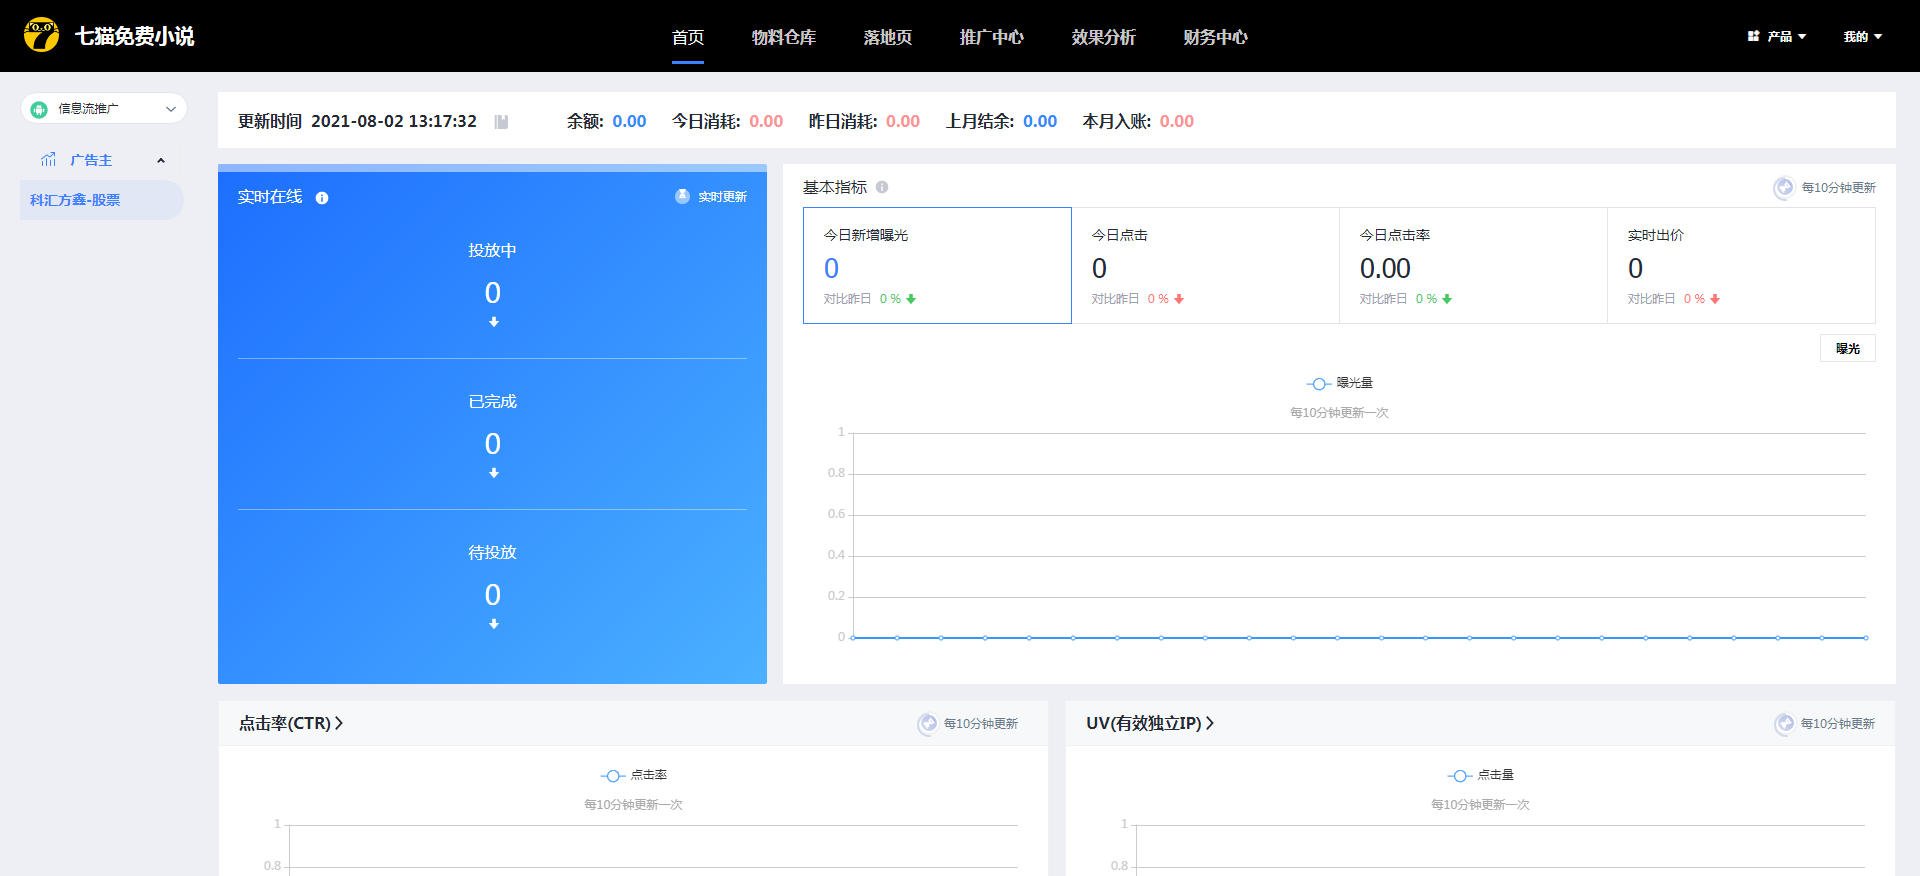 七猫免费小说
首页 物料仓库 落地页 推广中心 效果分析 财务中心
产品 我的
信息流推广
广告主
科汇方鑫-股票
更新时间 2021-08-02 13:17:32 余额: 0.00 今日消耗: 0.00 昨日消耗: 0.00 上月结余: 0.00 本月入账: 0.00
实时在线 实时更新
投放中
0
已完成
0
待投放
0
基本指标 每10分钟更新
今日新增曝光 今日点击 今日点击率 实时出价
0 0 0.00 0
对比昨日 0 % 对比昨日 0 % 对比昨日 0 % 对比昨日 0 %
曝光
曝光量
每10分钟更新一次
1
0.8
0.6
0.4
0.2
0
点击率(CTR) 每10分钟更新
点击率
每10分钟更新一次
1
0.8
UV(有效独立IP) 每10分钟更新
点击量
每10分钟更新一次
1
0.8